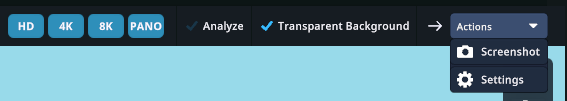 HD 4K 8K PANO Analyze Transparent Background Actions
Screenshot
Settings